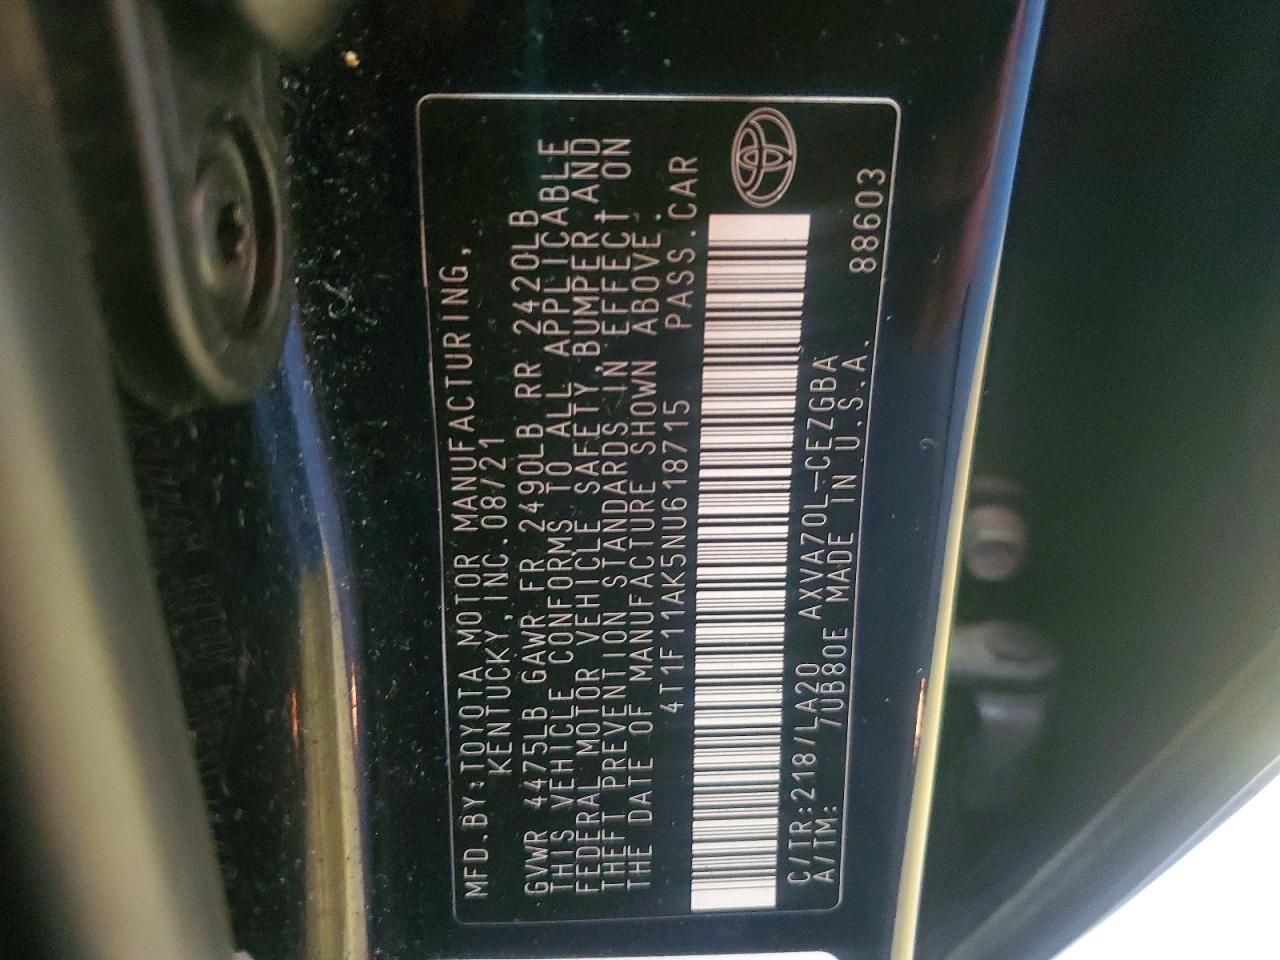 MFD.BY:TOYOTA MOTOR MANUFACTURING,
KENTUCKY,INC.08/21
GVWR 4475LB GAWR FR 2490LB RR 2420LB
THIS VEHICLE CONFORMS TO ALL APPLICABLE
FEDERAL MOTOR VEHICLE SAFETY,BUMPER AND
THEFT PREVENTION STANDARDS IN EFFECT ON
THE DATE OF MANUFACTURE SHOWN ABOVE.
4T1F11AK5NU618715 PASS.CAR
C/TR:218/LA20 AXVA70L-CEZGBA
A/TM: /UB80E MADE IN U.S.A. 88603